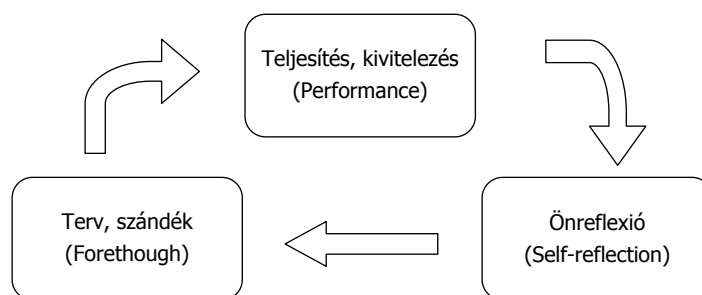 Teljesítés, kivitelezés
(Performance)
Terv, szándék
(Forethough)
Önreflexió
(Self-reflection)